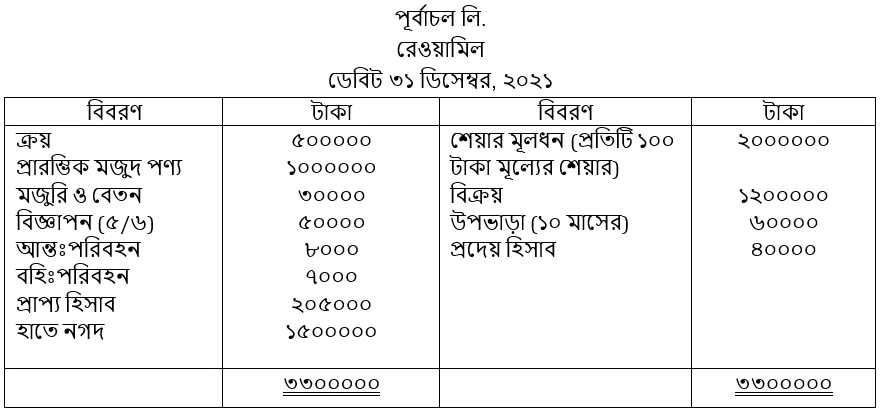 পূর্বাচল লি.
রেওয়ামিল
ডেবিট ৩১ ডিসেম্বর, ২০২১
বিবরণ টাকা বিবরণ টাকা
ক্রয় ৫০০০০০ শেয়ার মূলধন (প্রতিটি ১০০ ২০০০০০০
প্রারম্ভিক মজুদ পণ্য ১০০০০০০ টাকা মূল্যের শেয়ার)
মজুরি ও বেতন ৩০০০০ বিক্রয় ১২০০০০০
বিজ্ঞাপন (৫/৬) ৫০০০০ উপভাড়া (১০ মাসের) ৬০০০০
আন্তঃপরিবহন ৮০০০ প্রদেয় হিসাব ৪০০০০
বহিঃপরিবহন ৭০০০
প্রাপ্য হিসাব ২০৫০০০
হাতে নগদ ১৫০০০০০
৩৩০০০০০ ৩৩০০০০০